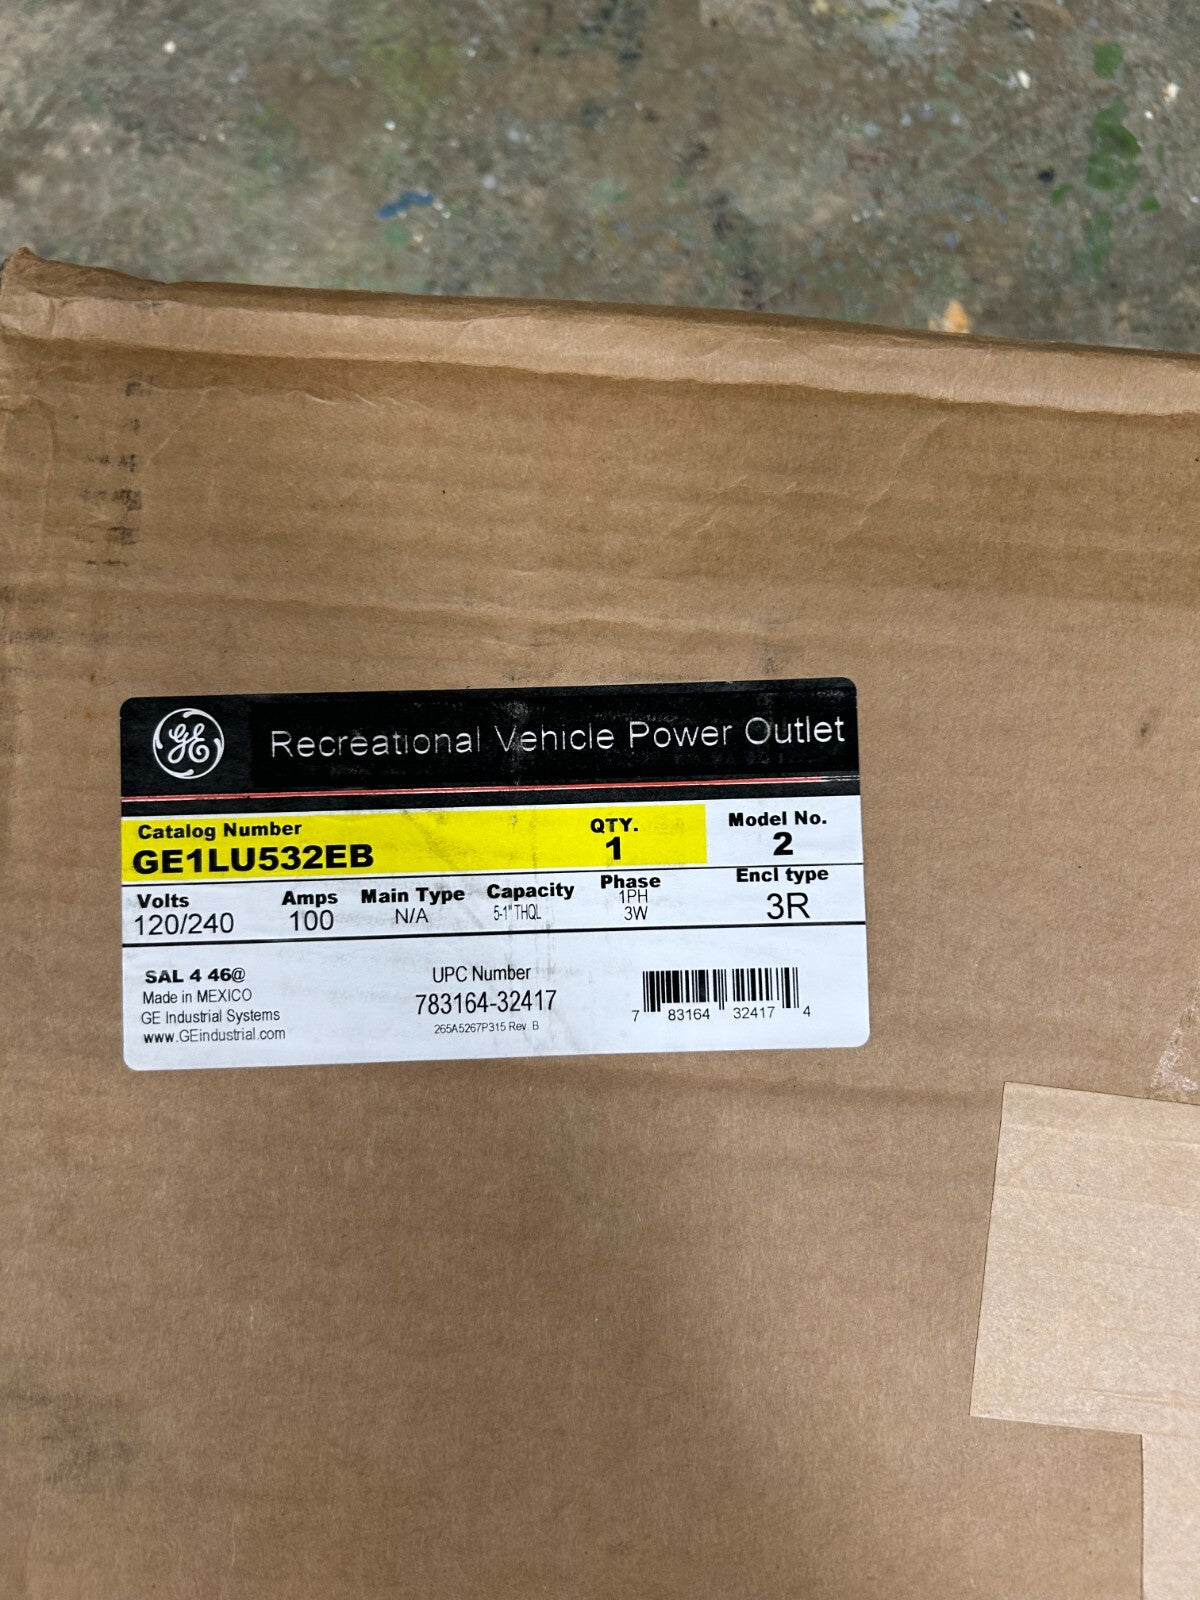 GE
Recreational Vehicle Power Outlet
Catalog Number QTY. Model No.
GE1LU532EB 1 2
Volts Amps Main Type Capacity Phase Encl type
120/240 100 N/A 5-1" THQL 1PH 3R
3W
SAL 4 46@
Made in MEXICO
GE Industrial Systems
www.GEindustrial.com
UPC Number
783164-32417
265A5267P315 Rev. B
7 83164 32417 4